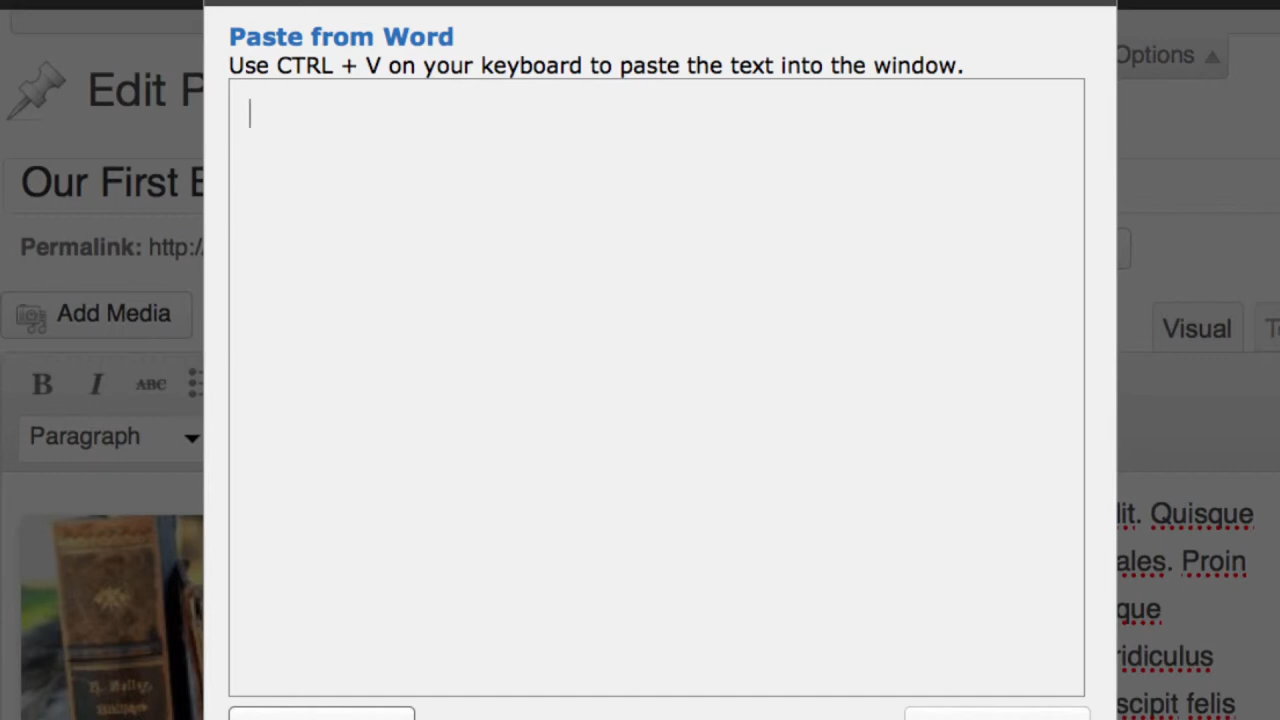 Paste from Word
Use CTRL + V on your keyboard to paste the text into the window.
Options
Edit P
Our First
Permalink: http:/
Add Media
Visual
B I ABC
Paragraph
lit. Quisque
ales. Proin
que
ridiculus
scipit felis